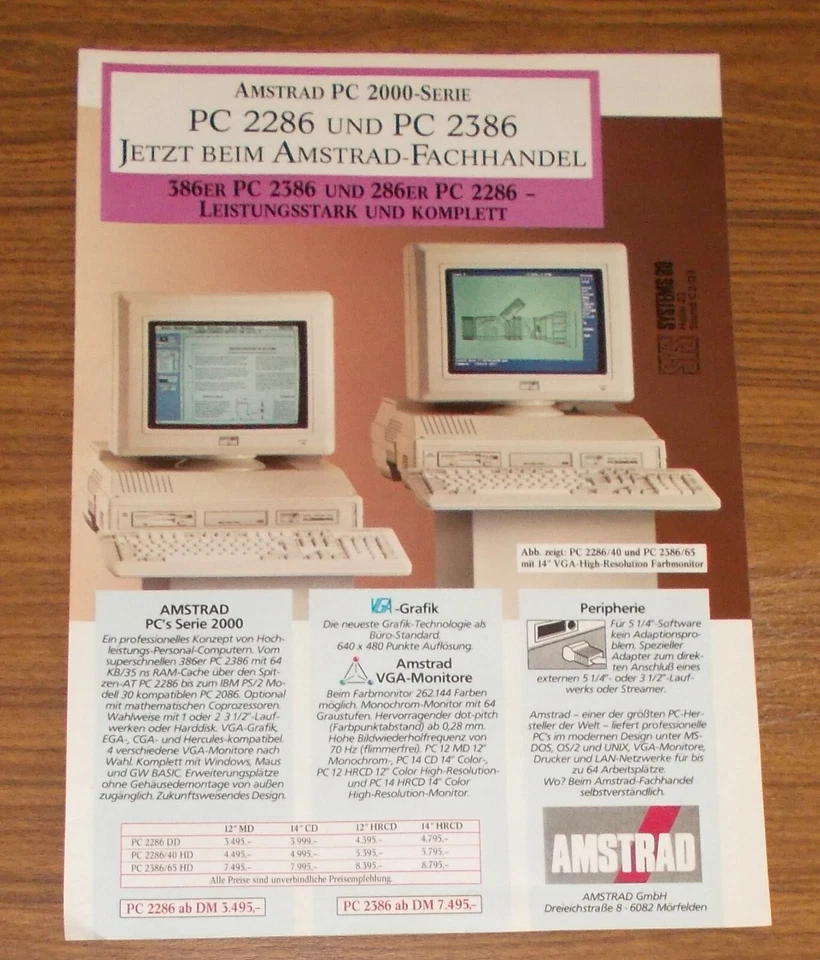 AMSTRAD PC 2000-SERIE
PC 2286 UND PC 2386
JETZT BEIM AMSTRAD-FACHHANDEL
386ER PC 2386 UND 286ER PC 2286 –
LEISTUNGSSTARK UND KOMPLETT
SYSTEMS 89
Halle 23
Stand C2/D1
Abb. zeigt: PC 2286/40 und PC 2386/65
mit 14" VGA-High-Resolution Farbmonitor
AMSTRAD
PC's Serie 2000
Ein professionelles Konzept von Hoch-
leistungs-Personal-Computern. Vom
superschnellen 386er PC 2386 mit 64
KB/35 ns RAM-Cache über den Spit-
zen-AT PC 2286 bis zum IBM PS/2 Mo-
dell 30 kompatiblen PC 2086. Optional
mit mathematischen Coprozessoren.
Wahlweise mit 1 oder 2 3 1/2"-Lauf-
werken oder Harddisk. VGA-Grafik,
EGA-, CGA- und Hercules-kompatibel.
4 verschiedene VGA-Monitore nach
Wahl. Komplett mit Windows, Maus
und GW BASIC. Erweiterungsplätze
ohne Gehäusedemontage von außen
zugänglich. Zukunftsweisendes Design.
VGA -Grafik
Die neueste Grafik-Technologie als
Büro-Standard.
640 x 480 Punkte Auflösung.
Amstrad
VGA-Monitore
Beim Farbmonitor 262.144 Farben
möglich. Monochrom-Monitor mit 64
Graustufen. Hervorragender dot-pitch
(Farbpunktabstand) ab 0,28 mm.
Hohe Bildwiederholfrequenz von
70 Hz (flimmerfrei). PC 12 MD 12"
Monochrom-, PC 14 CD 14" Color-,
PC 12 HRCD 12" Color High-Resolution-
und PC 14 HRCD 14" Color
High-Resolution-Monitor.
Peripherie
Für 5 1/4"-Software
kein Adaptionspro-
blem. Spezieller
Adapter zum direk-
ten Anschluß eines
externen 5 1/4"- oder 3 1/2"-Lauf-
werks oder Streamer.
Amstrad – einer der größten PC-Her-
steller der Welt – liefert professionelle
PC's im modernen Design unter MS-
DOS, OS/2 und UNIX, VGA-Monitore,
Drucker und LAN-Netzwerke für bis
zu 64 Arbeitsplätze.
Wo? Beim Amstrad-Fachhandel
selbstverständlich.
12" MD 14" CD 12" HRCD 14" HRCD
PC 2286 DD 3.495,– 3.999,– 4.395,– 4.795,–
PC 2286/40 HD 4.495,– 4.995,– 5.395,– 5.795,–
PC 2386/65 HD 7.495,– 7.995,– 8.395,– 8.795,–
Alle Preise sind unverbindliche Preisempfehlung.
PC 2286 ab DM 3.495,–
PC 2386 ab DM 7.495,–
AMSTRAD
AMSTRAD GmbH
Dreieichstraße 8 · 6082 Mörfelden